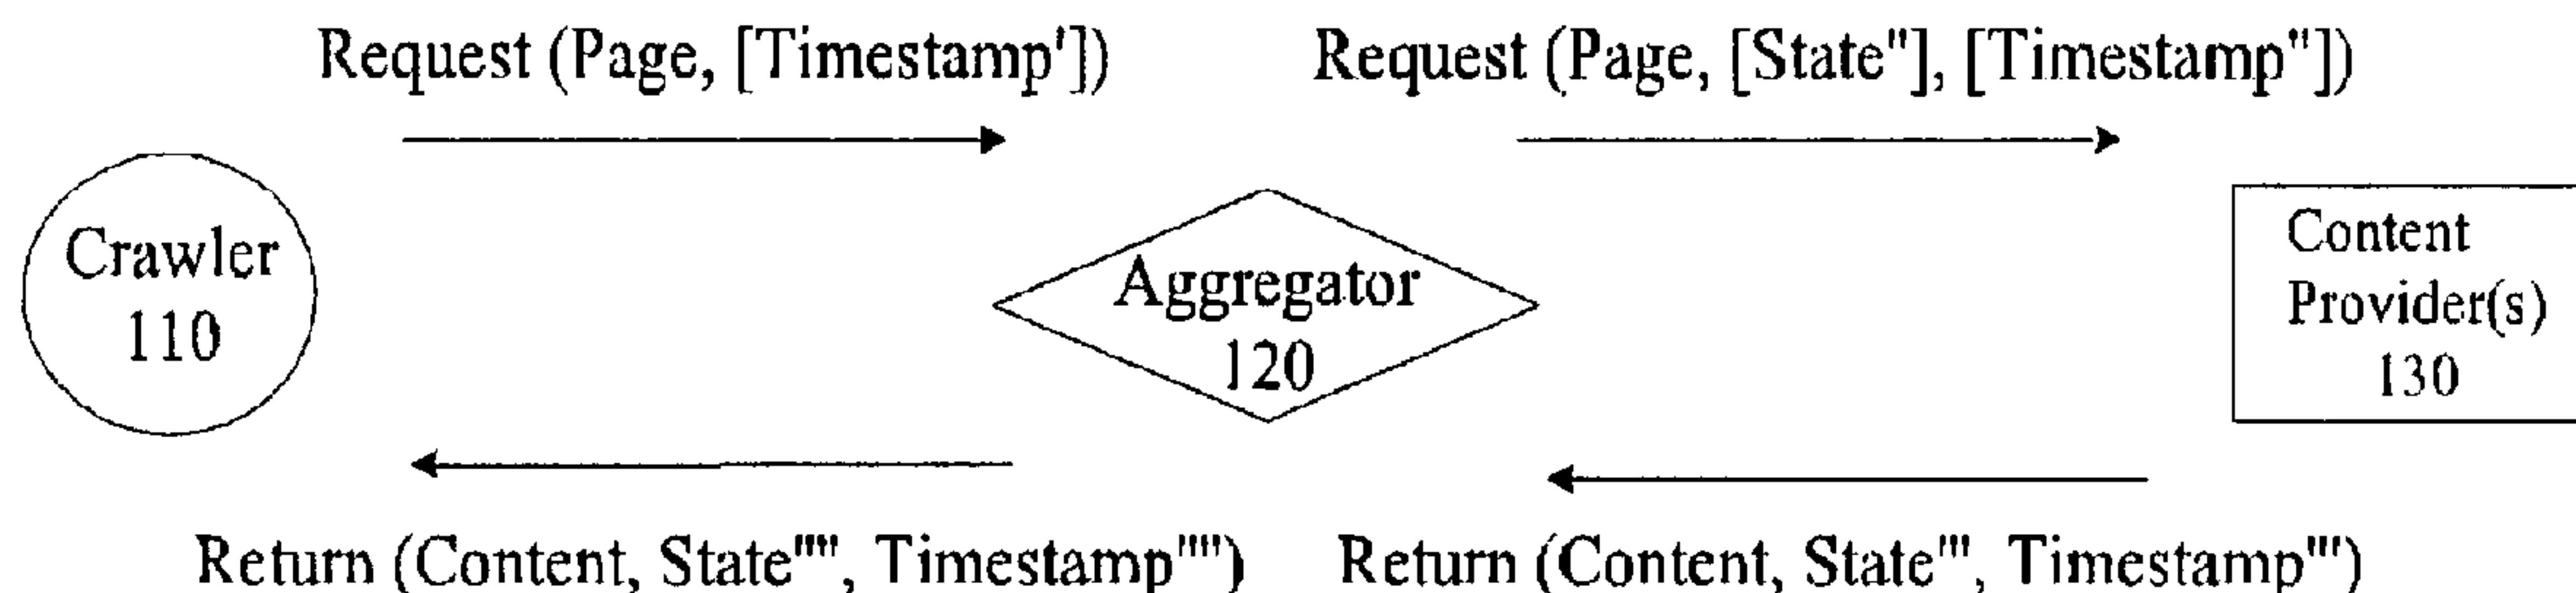 Request (Page, [Timestamp'])
Request (Page, [State"], [Timestamp"])
Crawler
110
Aggregator
120
Content
Provider(s)
130
Return (Content, State"", Timestamp"")
Return (Content, State"', Timestamp"')